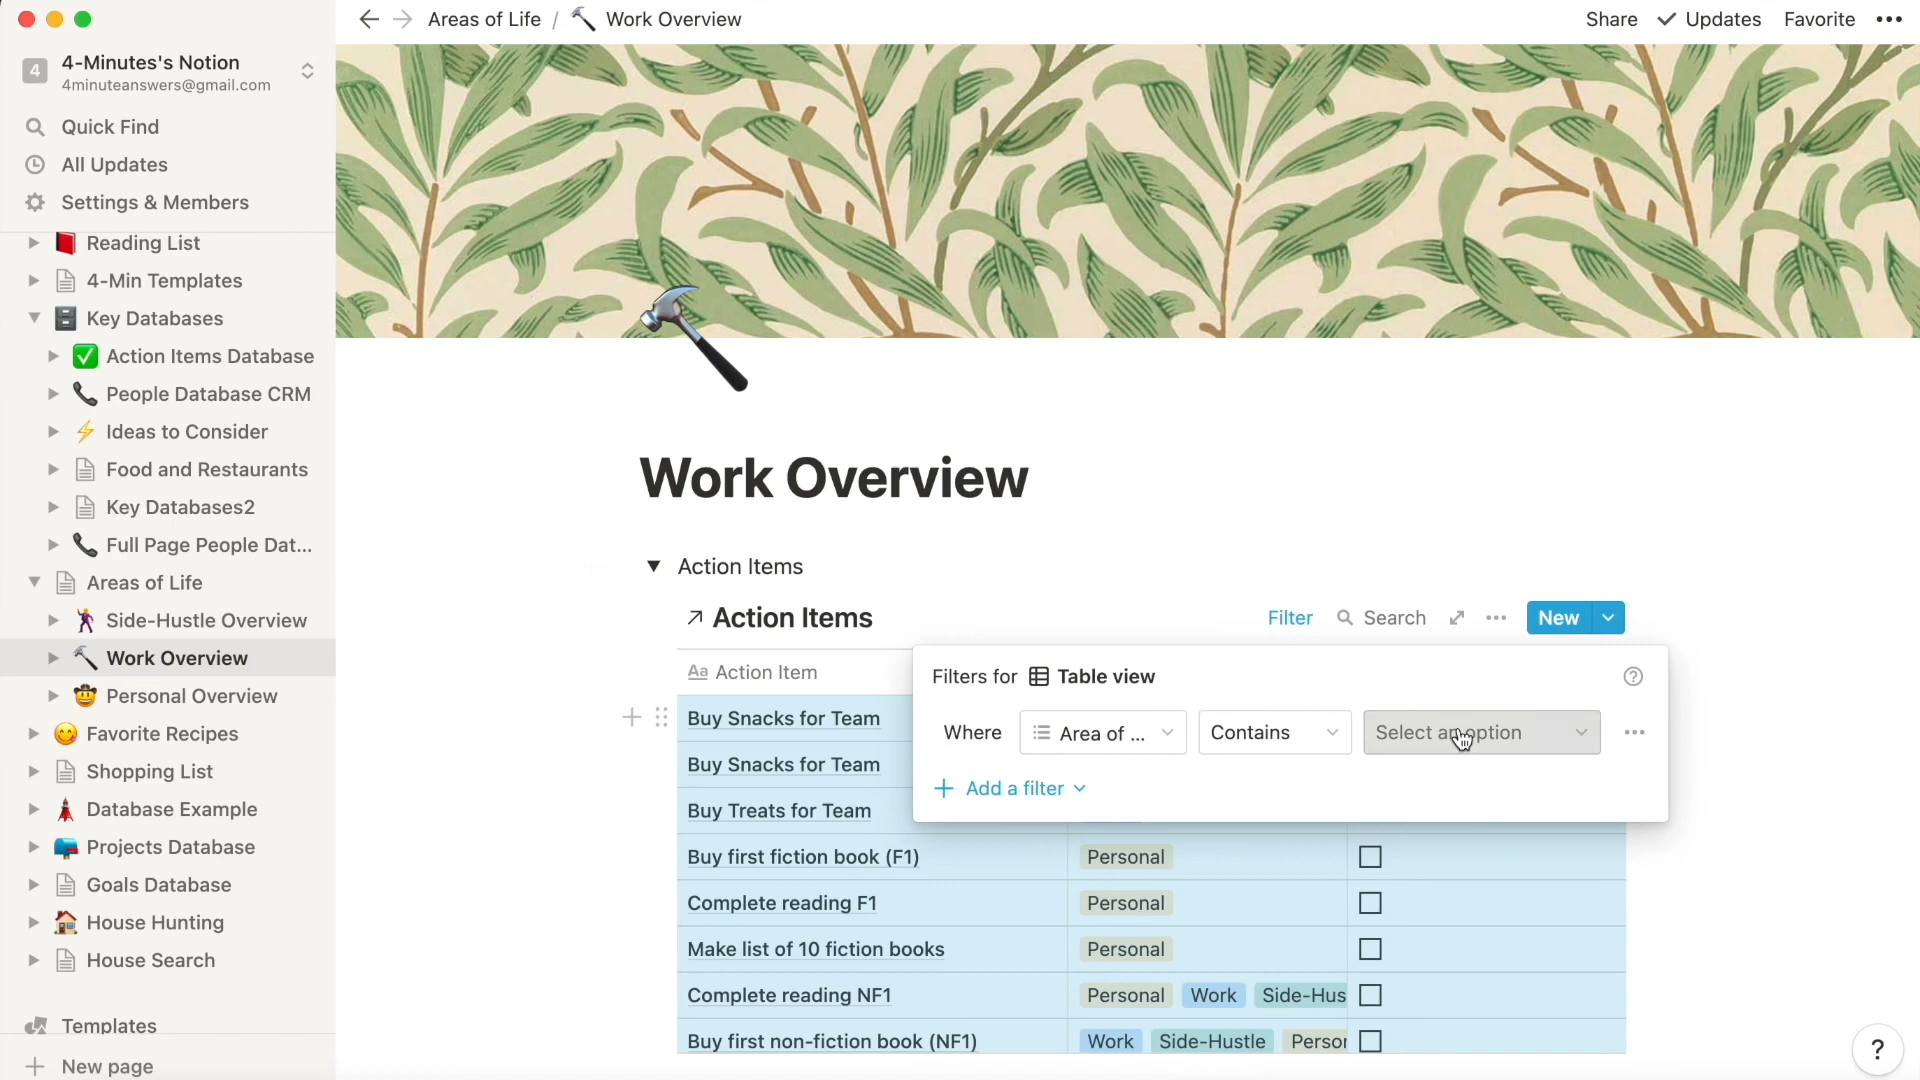 Areas of Life / Work Overview
Share Updates Favorite
4 4-Minutes's Notion
4minuteanswers@gmail.com
Quick Find
All Updates
Settings & Members
Reading List
4-Min Templates
Key Databases
Action Items Database
People Database CRM
Ideas to Consider
Food and Restaurants
Key Databases2
Full Page People Dat...
Areas of Life
Side-Hustle Overview
Work Overview
Personal Overview
Favorite Recipes
Shopping List
Database Example
Projects Database
Goals Database
House Hunting
House Search
Templates
New page
Work Overview
Action Items
Action Items
Filter Search New
Aa Action Item
Filters for Table view
Where Area of ... Contains Select an option
Add a filter
Buy Snacks for Team
Buy Snacks for Team
Buy Treats for Team
Buy first fiction book (F1) Personal
Complete reading F1 Personal
Make list of 10 fiction books Personal
Complete reading NF1 Personal Work Side-Hus
Buy first non-fiction book (NF1) Work Side-Hustle Person
?